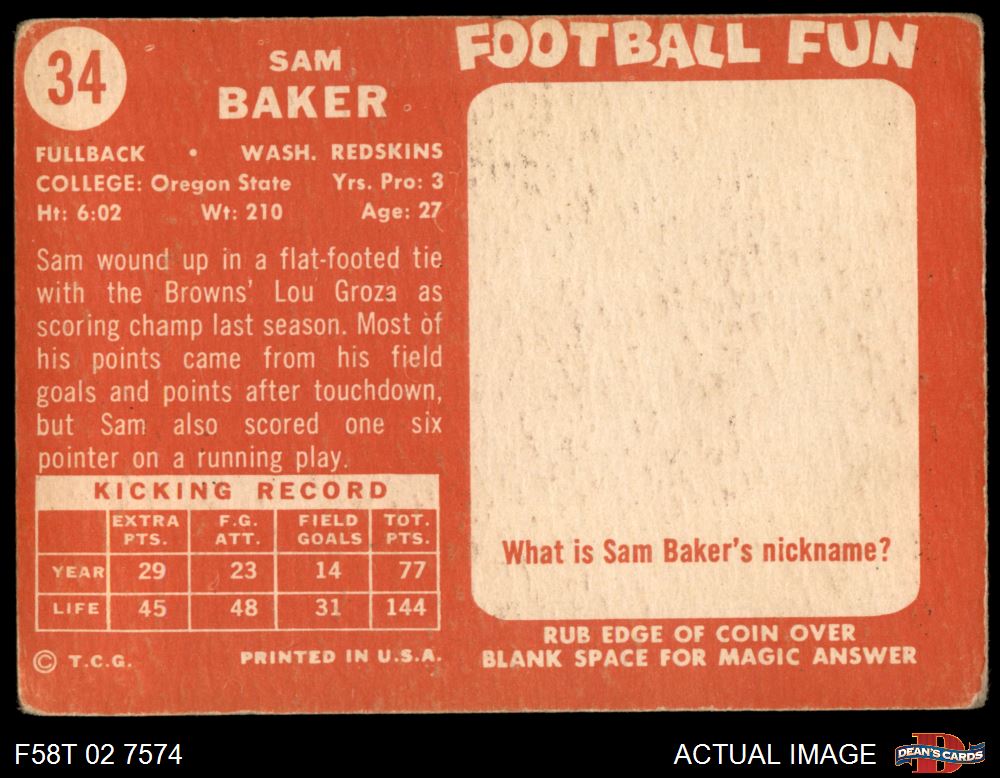 34
SAM
BAKER
FULLBACK • WASH. REDSKINS
COLLEGE: Oregon State Yrs. Pro: 3
Ht: 6:02 Wt: 210 Age: 27
Sam wound up in a flat-footed tie
with the Browns' Lou Groza as
scoring champ last season. Most of
his points came from his field
goals and points after touchdown,
but Sam also scored one six
pointer on a running play.
KICKING RECORD
EXTRA PTS. F.G. ATT. FIELD GOALS TOT. PTS.
YEAR 29 23 14 77
LIFE 45 48 31 144
© T.C.G. PRINTED IN U.S.A.
FOOTBALL FUN
What is Sam Baker's nickname?
RUB EDGE OF COIN OVER
BLANK SPACE FOR MAGIC ANSWER
F58T 02 7574
ACTUAL IMAGE
D
DEAN'S CARDS